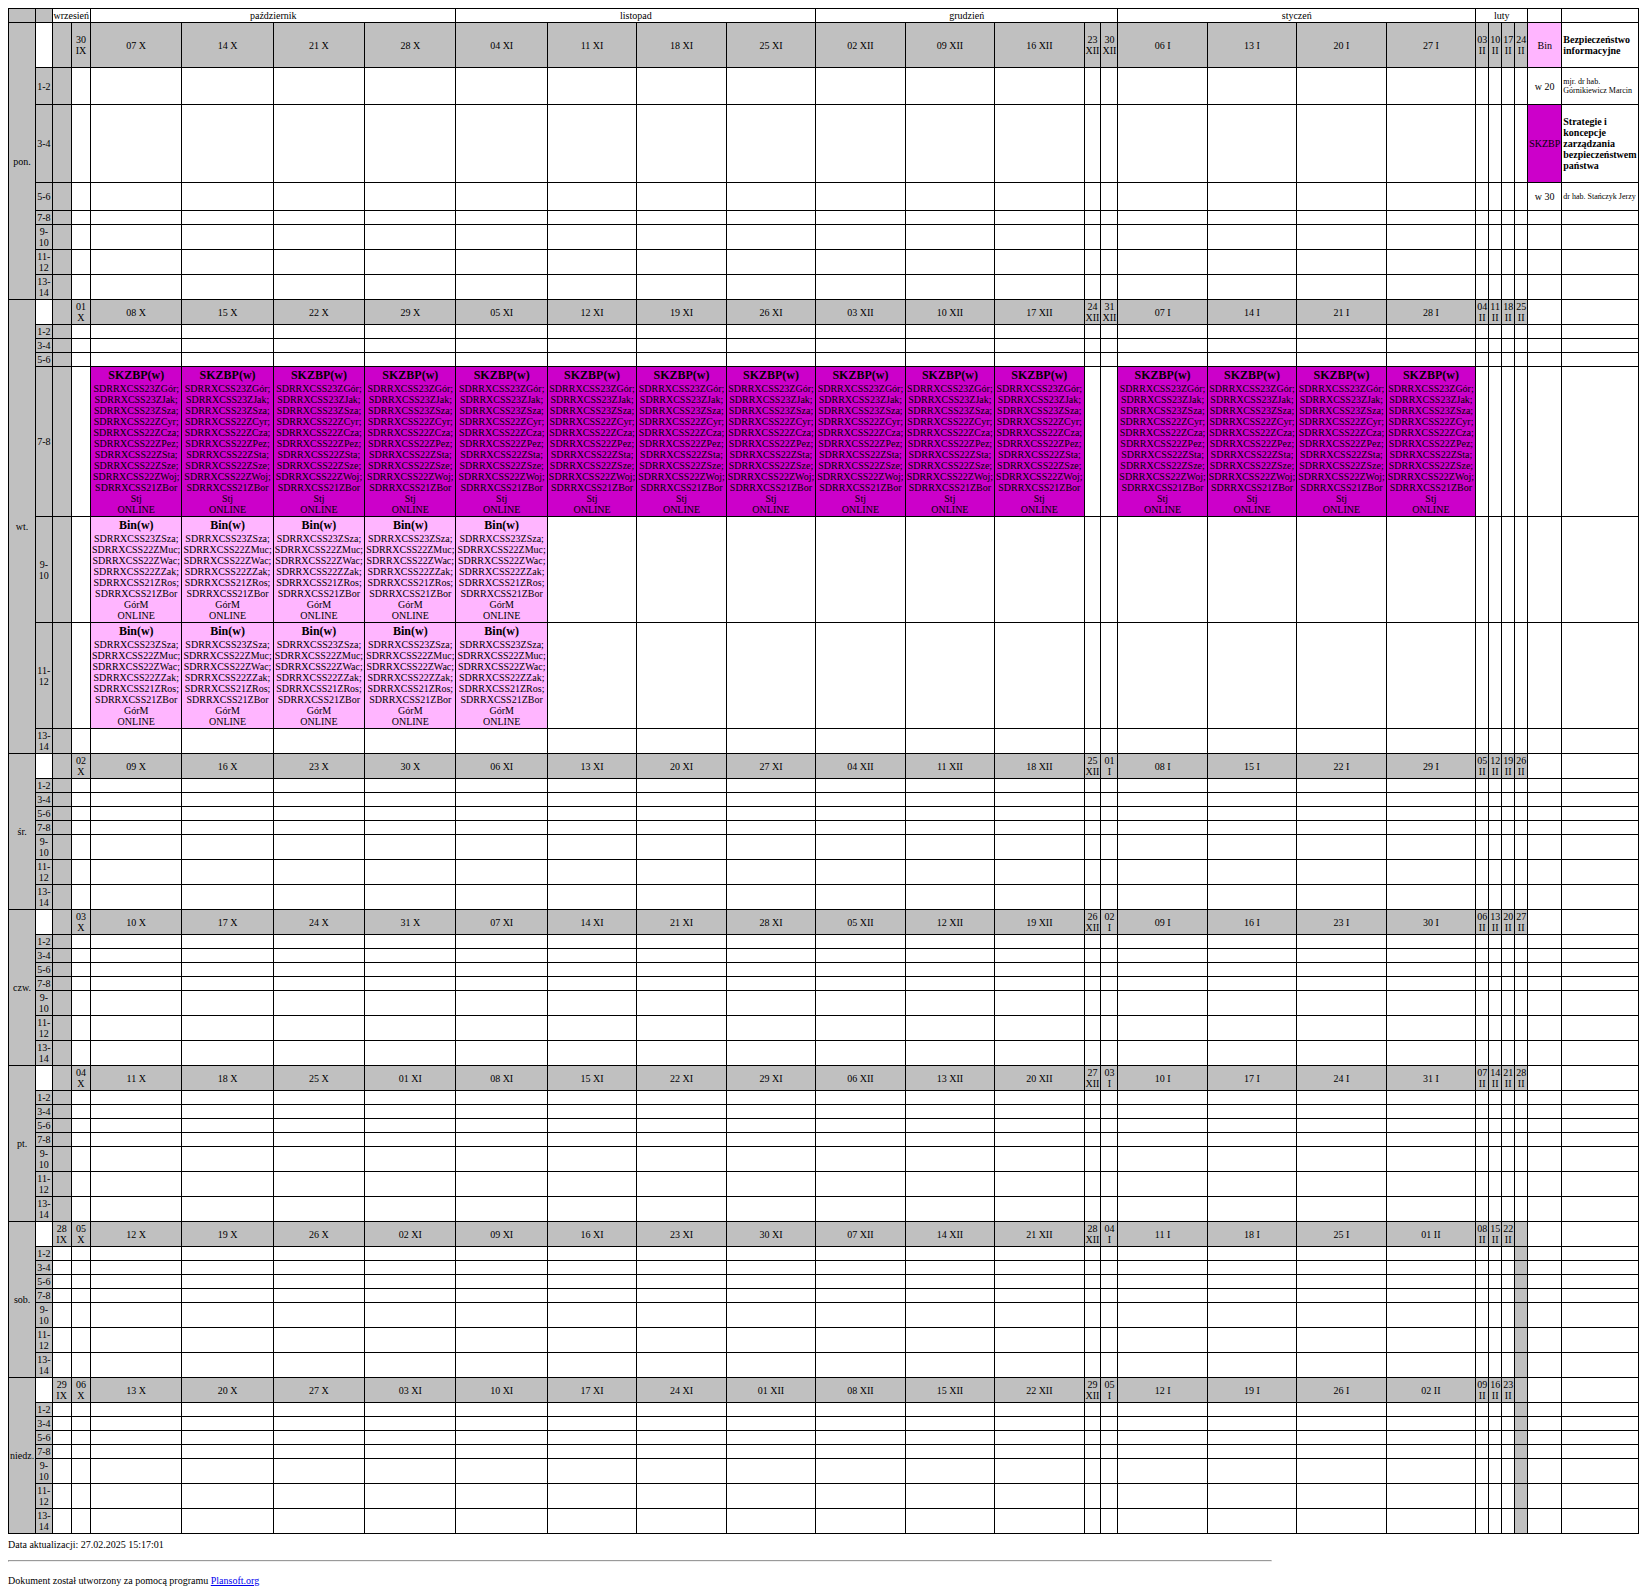 wrzesień październik listopad grudzień styczeń luty
pon. 30 IX 07 X 14 X 21 X 28 X 04 XI 11 XI 18 XI 25 XI 02 XII 09 XII 16 XII 23 XII 30 XII 06 I 13 I 20 I 27 I 03 II 10 II 17 II 24 II Bin Bezpieczeństwo informacyjne
1-2 w 20 mjr. dr hab. Górnikiewicz Marcin
3-4 SKZBP Strategie i koncepcje zarządzania bezpieczeństwem państwa
5-6 w 30 dr hab. Stańczyk Jerzy
7-8
9-10
11-12
13-14
wt. 01 X 08 X 15 X 22 X 29 X 05 XI 12 XI 19 XI 26 XI 03 XII 10 XII 17 XII 24 XII 31 XII 07 I 14 I 21 I 28 I 04 II 11 II 18 II 25 II
1-2
3-4
5-6
7-8
SKZBP(w) SKZBP(w) SKZBP(w) SKZBP(w) SKZBP(w) SKZBP(w) SKZBP(w) SKZBP(w) SKZBP(w) SKZBP(w) SKZBP(w) SKZBP(w) SKZBP(w) SKZBP(w) SKZBP(w)
SDRRXCSS23ZGór; SDRRXCSS23ZGór; SDRRXCSS23ZGór; SDRRXCSS23ZGór; SDRRXCSS23ZGór; SDRRXCSS23ZGór; SDRRXCSS23ZGór; SDRRXCSS23ZGór; SDRRXCSS23ZGór; SDRRXCSS23ZGór; SDRRXCSS23ZGór; SDRRXCSS23ZGór; SDRRXCSS23ZGór; SDRRXCSS23ZGór; SDRRXCSS23ZGór;
SDRRXCSS23ZJak; SDRRXCSS23ZJak; SDRRXCSS23ZJak; SDRRXCSS23ZJak; SDRRXCSS23ZJak; SDRRXCSS23ZJak; SDRRXCSS23ZJak; SDRRXCSS23ZJak; SDRRXCSS23ZJak; SDRRXCSS23ZJak; SDRRXCSS23ZJak; SDRRXCSS23ZJak; SDRRXCSS23ZJak; SDRRXCSS23ZJak; SDRRXCSS23ZJak;
SDRRXCSS23ZSza; SDRRXCSS23ZSza; SDRRXCSS23ZSza; SDRRXCSS23ZSza; SDRRXCSS23ZSza; SDRRXCSS23ZSza; SDRRXCSS23ZSza; SDRRXCSS23ZSza; SDRRXCSS23ZSza; SDRRXCSS23ZSza; SDRRXCSS23ZSza; SDRRXCSS23ZSza; SDRRXCSS23ZSza; SDRRXCSS23ZSza; SDRRXCSS23ZSza;
SDRRXCSS22ZCyr; SDRRXCSS22ZCyr; SDRRXCSS22ZCyr; SDRRXCSS22ZCyr; SDRRXCSS22ZCyr; SDRRXCSS22ZCyr; SDRRXCSS22ZCyr; SDRRXCSS22ZCyr; SDRRXCSS22ZCyr; SDRRXCSS22ZCyr; SDRRXCSS22ZCyr; SDRRXCSS22ZCyr; SDRRXCSS22ZCyr; SDRRXCSS22ZCyr; SDRRXCSS22ZCyr;
SDRRXCSS22ZCza; SDRRXCSS22ZCza; SDRRXCSS22ZCza; SDRRXCSS22ZCza; SDRRXCSS22ZCza; SDRRXCSS22ZCza; SDRRXCSS22ZCza; SDRRXCSS22ZCza; SDRRXCSS22ZCza; SDRRXCSS22ZCza; SDRRXCSS22ZCza; SDRRXCSS22ZCza; SDRRXCSS22ZCza; SDRRXCSS22ZCza; SDRRXCSS22ZCza;
SDRRXCSS22ZPez; SDRRXCSS22ZPez; SDRRXCSS22ZPez; SDRRXCSS22ZPez; SDRRXCSS22ZPez; SDRRXCSS22ZPez; SDRRXCSS22ZPez; SDRRXCSS22ZPez; SDRRXCSS22ZPez; SDRRXCSS22ZPez; SDRRXCSS22ZPez; SDRRXCSS22ZPez; SDRRXCSS22ZPez; SDRRXCSS22ZPez; SDRRXCSS22ZPez;
SDRRXCSS22ZSta; SDRRXCSS22ZSta; SDRRXCSS22ZSta; SDRRXCSS22ZSta; SDRRXCSS22ZSta; SDRRXCSS22ZSta; SDRRXCSS22ZSta; SDRRXCSS22ZSta; SDRRXCSS22ZSta; SDRRXCSS22ZSta; SDRRXCSS22ZSta; SDRRXCSS22ZSta; SDRRXCSS22ZSta; SDRRXCSS22ZSta; SDRRXCSS22ZSta;
SDRRXCSS22ZSze; SDRRXCSS22ZSze; SDRRXCSS22ZSze; SDRRXCSS22ZSze; SDRRXCSS22ZSze; SDRRXCSS22ZSze; SDRRXCSS22ZSze; SDRRXCSS22ZSze; SDRRXCSS22ZSze; SDRRXCSS22ZSze; SDRRXCSS22ZSze; SDRRXCSS22ZSze; SDRRXCSS22ZSze; SDRRXCSS22ZSze; SDRRXCSS22ZSze;
SDRRXCSS22ZWoj; SDRRXCSS22ZWoj; SDRRXCSS22ZWoj; SDRRXCSS22ZWoj; SDRRXCSS22ZWoj; SDRRXCSS22ZWoj; SDRRXCSS22ZWoj; SDRRXCSS22ZWoj; SDRRXCSS22ZWoj; SDRRXCSS22ZWoj; SDRRXCSS22ZWoj; SDRRXCSS22ZWoj; SDRRXCSS22ZWoj; SDRRXCSS22ZWoj; SDRRXCSS22ZWoj;
SDRRXCSS21ZBor SDRRXCSS21ZBor SDRRXCSS21ZBor SDRRXCSS21ZBor SDRRXCSS21ZBor SDRRXCSS21ZBor SDRRXCSS21ZBor SDRRXCSS21ZBor SDRRXCSS21ZBor SDRRXCSS21ZBor SDRRXCSS21ZBor SDRRXCSS21ZBor SDRRXCSS21ZBor SDRRXCSS21ZBor SDRRXCSS21ZBor
Stj Stj Stj Stj Stj Stj Stj Stj Stj Stj Stj Stj Stj Stj Stj
ONLINE ONLINE ONLINE ONLINE ONLINE ONLINE ONLINE ONLINE ONLINE ONLINE ONLINE ONLINE ONLINE ONLINE ONLINE
9-10
Bin(w) Bin(w) Bin(w) Bin(w) Bin(w)
SDRRXCSS23ZSza; SDRRXCSS23ZSza; SDRRXCSS23ZSza; SDRRXCSS23ZSza; SDRRXCSS23ZSza;
SDRRXCSS22ZMuc; SDRRXCSS22ZMuc; SDRRXCSS22ZMuc; SDRRXCSS22ZMuc; SDRRXCSS22ZMuc;
SDRRXCSS22ZWac; SDRRXCSS22ZWac; SDRRXCSS22ZWac; SDRRXCSS22ZWac; SDRRXCSS22ZWac;
SDRRXCSS22ZZak; SDRRXCSS22ZZak; SDRRXCSS22ZZak; SDRRXCSS22ZZak; SDRRXCSS22ZZak;
SDRRXCSS21ZRos; SDRRXCSS21ZRos; SDRRXCSS21ZRos; SDRRXCSS21ZRos; SDRRXCSS21ZRos;
SDRRXCSS21ZBor SDRRXCSS21ZBor SDRRXCSS21ZBor SDRRXCSS21ZBor SDRRXCSS21ZBor
GórM GórM GórM GórM GórM
ONLINE ONLINE ONLINE ONLINE ONLINE
11-12
Bin(w) Bin(w) Bin(w) Bin(w) Bin(w)
SDRRXCSS23ZSza; SDRRXCSS23ZSza; SDRRXCSS23ZSza; SDRRXCSS23ZSza; SDRRXCSS23ZSza;
SDRRXCSS22ZMuc; SDRRXCSS22ZMuc; SDRRXCSS22ZMuc; SDRRXCSS22ZMuc; SDRRXCSS22ZMuc;
SDRRXCSS22ZWac; SDRRXCSS22ZWac; SDRRXCSS22ZWac; SDRRXCSS22ZWac; SDRRXCSS22ZWac;
SDRRXCSS22ZZak; SDRRXCSS22ZZak; SDRRXCSS22ZZak; SDRRXCSS22ZZak; SDRRXCSS22ZZak;
SDRRXCSS21ZRos; SDRRXCSS21ZRos; SDRRXCSS21ZRos; SDRRXCSS21ZRos; SDRRXCSS21ZRos;
SDRRXCSS21ZBor SDRRXCSS21ZBor SDRRXCSS21ZBor SDRRXCSS21ZBor SDRRXCSS21ZBor
GórM GórM GórM GórM GórM
ONLINE ONLINE ONLINE ONLINE ONLINE
13-14
śr. 02 X 09 X 16 X 23 X 30 X 06 XI 13 XI 20 XI 27 XI 04 XII 11 XII 18 XII 25 XII 01 I 08 I 15 I 22 I 29 I 05 II 12 II 19 II 26 II
1-2
3-4
5-6
7-8
9-10
11-12
13-14
czw. 03 X 10 X 17 X 24 X 31 X 07 XI 14 XI 21 XI 28 XI 05 XII 12 XII 19 XII 26 XII 02 I 09 I 16 I 23 I 30 I 06 II 13 II 20 II 27 II
1-2
3-4
5-6
7-8
9-10
11-12
13-14
pt. 04 X 11 X 18 X 25 X 01 XI 08 XI 15 XI 22 XI 29 XI 06 XII 13 XII 20 XII 27 XII 03 I 10 I 17 I 24 I 31 I 07 II 14 II 21 II 28 II
1-2
3-4
5-6
7-8
9-10
11-12
13-14
sob. 28 IX 05 X 12 X 19 X 26 X 02 XI 09 XI 16 XI 23 XI 30 XI 07 XII 14 XII 21 XII 28 XII 04 I 11 I 18 I 25 I 01 II 08 II 15 II 22 II
1-2
3-4
5-6
7-8
9-10
11-12
13-14
niedz. 29 IX 06 X 13 X 20 X 27 X 03 XI 10 XI 17 XI 24 XI 01 XII 08 XII 15 XII 22 XII 29 XII 05 I 12 I 19 I 26 I 02 II 09 II 16 II 23 II
1-2
3-4
5-6
7-8
9-10
11-12
13-14
Data aktualizacji: 27.02.2025 15:17:01
Dokument został utworzony za pomocą programu Plansoft.org